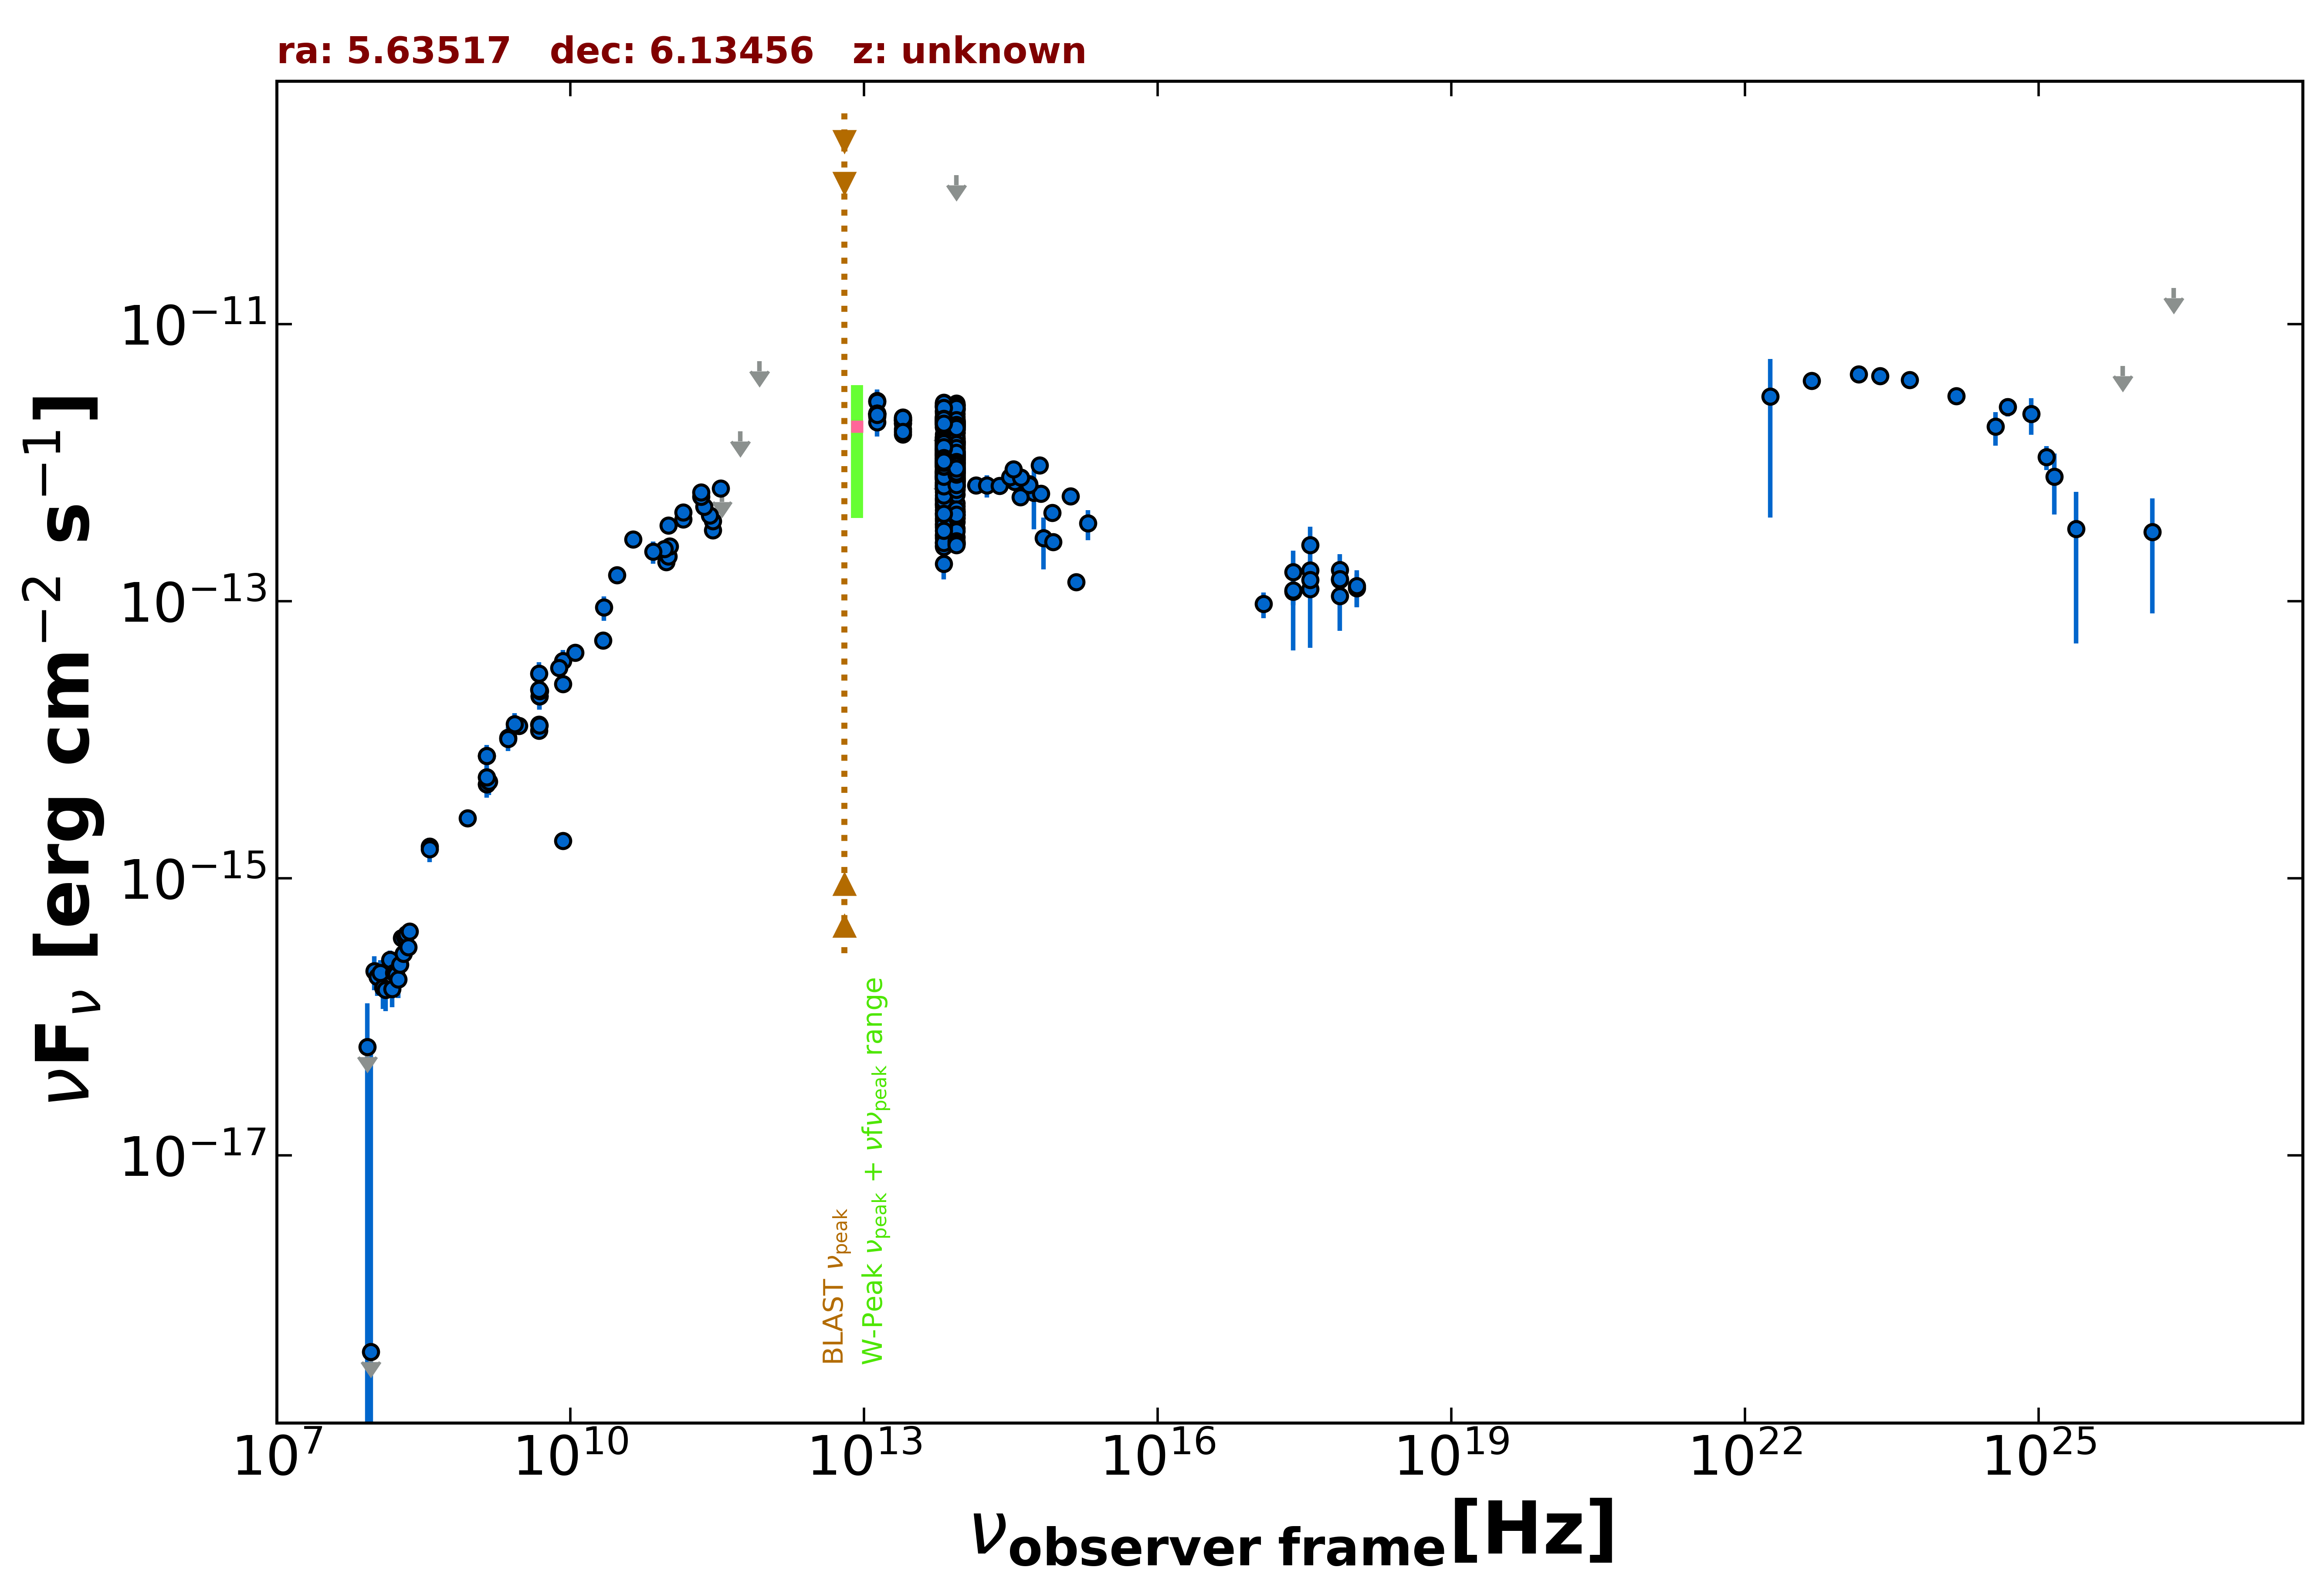 ra: 5.63517 dec: 6.13456 z: unknown
νFν [erg cm−2 s−1]
10−11
10−13
10−15
10−17
BLAST νpeak
W-Peak νpeak + νfνpeak range
107 1010 1013 1016 1019 1022 1025
νobserver frame[Hz]